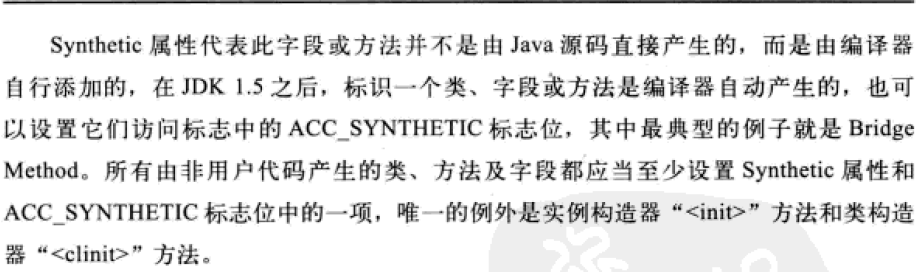 Synthetic 属性代表此字段或方法并不是由 Java 源码直接产生的，而是由编译器
自行添加的，在 JDK 1.5 之后，标识一个类、字段或方法是编译器自动产生的，也可
以设置它们访问标志中的 ACC_SYNTHETIC 标志位，其中最典型的例子就是 Bridge
Method。所有由非用户代码产生的类、方法及字段都应当至少设置 Synthetic 属性和
ACC_SYNTHETIC 标志位中的一项，唯一的例外是实例构造器“<init>”方法和类构造
器“<clinit>”方法。